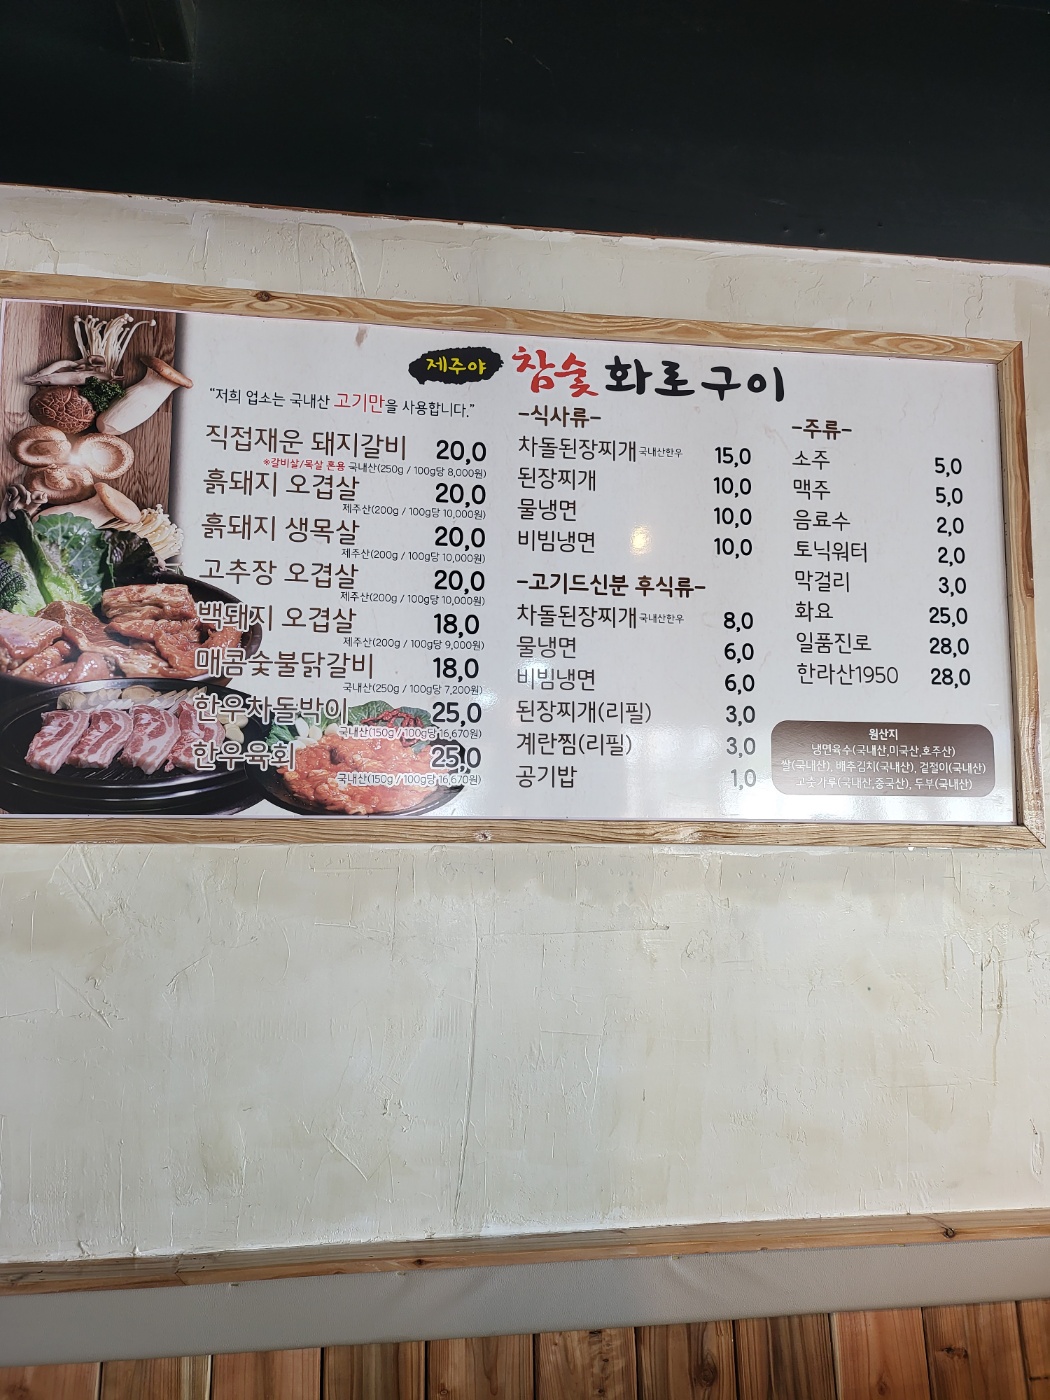 제주야 참숯 화로구이
"저희 업소는 국내산 고기만을 사용합니다."
직접재운 돼지갈비 20,0
※갈비살/목살 혼용 국내산(250g / 100g당 8,000원)
흙돼지 오겹살 20,0
제주산(200g / 100g당 10,000원)
흙돼지 생목살 20,0
제주산(200g / 100g당 10,000원)
고추장 오겹살 20,0
제주산(200g / 100g당 10,000원)
백돼지 오겹살 18,0
제주산(200g / 100g당 9,000원)
매콤숯불닭갈비 18,0
국내산(250g / 100g당 7,200원)
한우차돌박이 25,0
국내산(150g / 100g당 16,670원)
한우육회 25,0
국내산(150g / 100g당 16,670원)
-식사류-
차돌된장찌개 국내산한우 15,0
된장찌개 10,0
물냉면 10,0
비빔냉면 10,0
-고기드신분 후식류-
차돌된장찌개 국내산한우 8,0
물냉면 6,0
비빔냉면 6,0
된장찌개(리필) 3,0
계란찜(리필) 3,0
공기밥 1,0
-주류-
소주 5,0
맥주 5,0
음료수 2,0
토닉워터 2,0
막걸리 3,0
화요 25,0
일품진로 28,0
한라산1950 28,0
원산지
냉면육수(국내산,미국산,호주산)
쌀(국내산), 배추김치(국내산), 겉절이(국내산)
고춧가루(국내산,중국산), 두부(국내산)